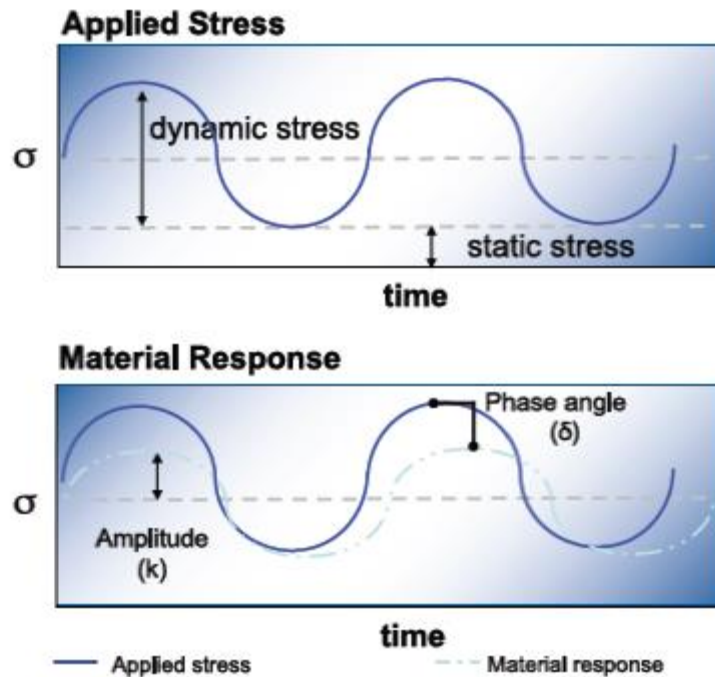 Applied Stress
dynamic stress
σ
static stress
time
Material Response
Phase angle
(δ)
σ
Amplitude
(k)
time
Applied stress
Material response